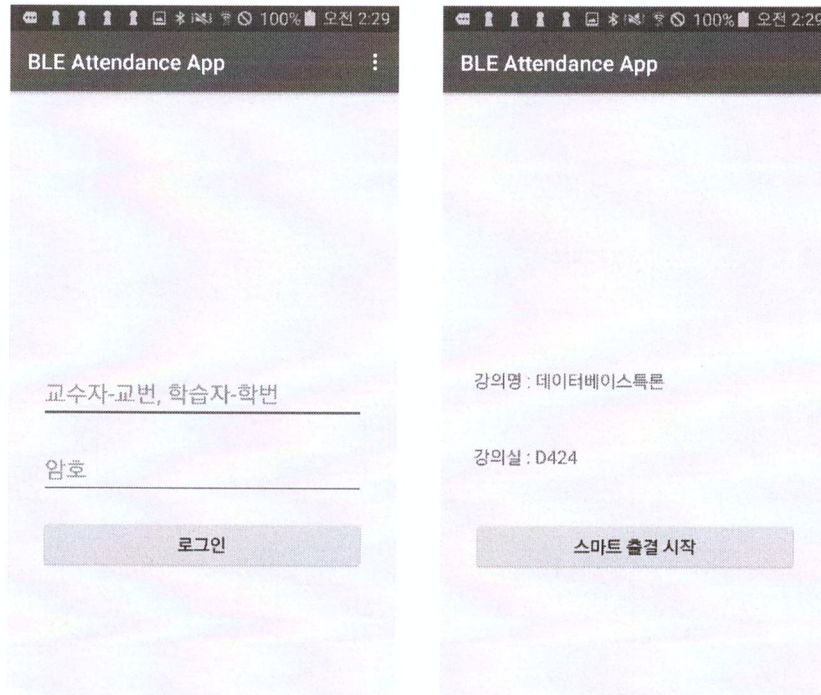 100% 오전 2:29
BLE Attendance App
교수자-교번, 학습자-학번
암호
로그인
100% 오전 2:29
BLE Attendance App
강의명 : 데이터베이스특론
강의실 : D424
스마트 출결 시작